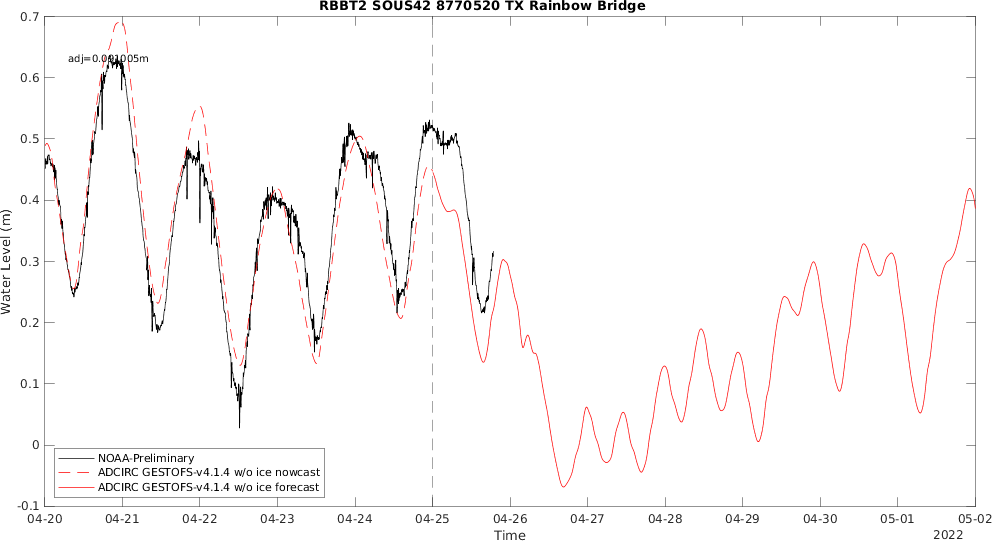 RBBT2 SOUS42 8770520 TX Rainbow Bridge
0.7
0.6
0.5
0.4
0.3
0.2
0.1
0
-0.1
Water Level (m)
NOAA-Preliminary
ADCIRC GESTOFS-v4.1.4 w/o ice nowcast
ADCIRC GESTOFS-v4.1.4 w/o ice forecast
04-20 04-21 04-22 04-23 04-24 04-25 04-26 04-27 04-28 04-29 04-30 05-01 05-02
Time
2022